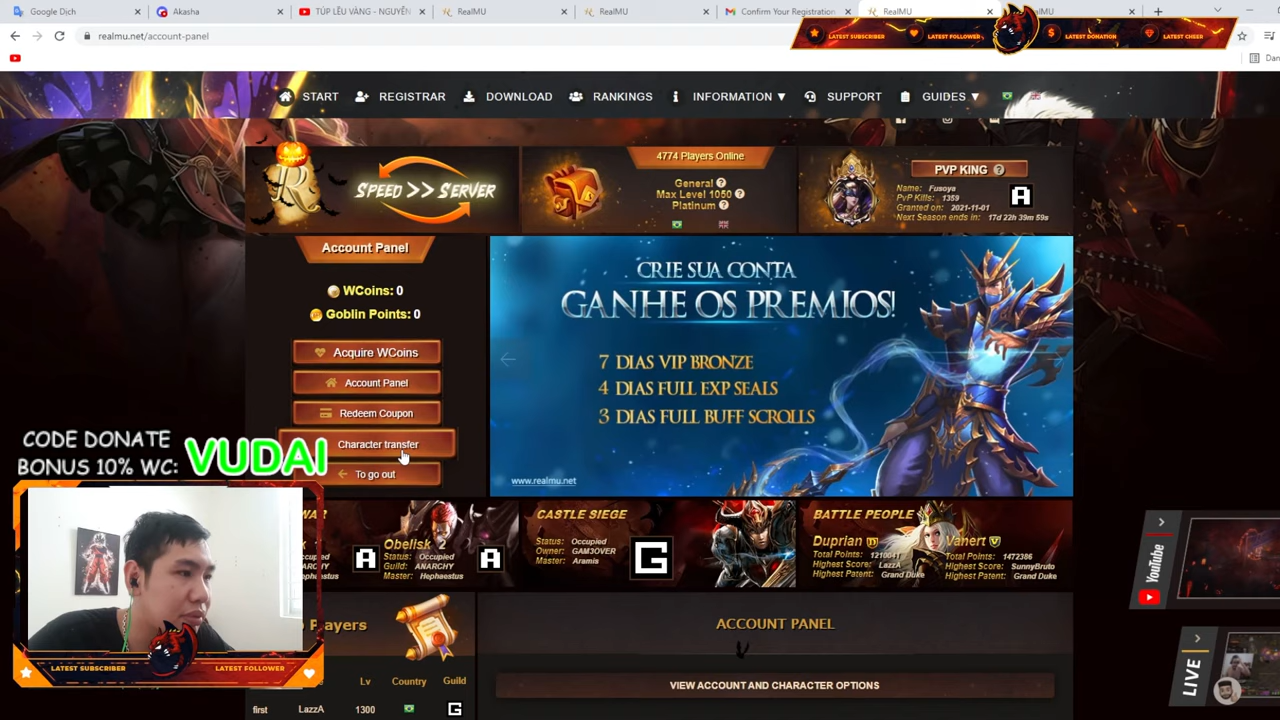 Google Dịch
Akasha
TÚP LỀU VÀNG - NGUYỄN
RealMU
RealMU
Confirm Your Registration
RealMU
MU
realmu.net/account-panel
LATEST SUBSCRIBER
LATEST FOLLOWER
LATEST DONATION
LATEST CHEER
START
REGISTRAR
DOWNLOAD
RANKINGS
INFORMATION ▼
SUPPORT
GUIDES ▼
SPEED >> SERVER
4774 Players Online
General
Max Level 1050
Platinum
PVP KING
Name: Fusoya
PvP Kills: 1359
Granted on: 2021-11-01
Next Season ends in: 17d 22h 39m 59s
Account Panel
WCoins: 0
Goblin Points: 0
Acquire WCoins
Account Panel
Redeem Coupon
Character transfer
To go out
CRIE SUA CONTA
GANHE OS PREMIOS!
7 DIAS VIP BRONZE
4 DIAS FULL EXP SEALS
3 DIAS FULL BUFF SCROLLS
www.realmu.net
CODE DONATE
BONUS 10% WC: VUDAI
Obelisk 2
Status: Occupied
Guild: ANARCHY
Master: Hephaestus
CASTLE SIEGE
Status: Occupied
Owner: GAM3OVER
Master: Aramis
BATTLE PEOPLE
Duprian
Total Points: 1210041
Highest Score: LazzA
Highest Patent: Grand Duke
Vanert
Total Points: 1472386
Highest Score: SunnyBruto
Highest Patent: Grand Duke
YouTube
LIVE
Players
Lv
Country
Guild
first
LazzA
1300
ACCOUNT PANEL
VIEW ACCOUNT AND CHARACTER OPTIONS
LATEST SUBSCRIBER
LATEST FOLLOWER